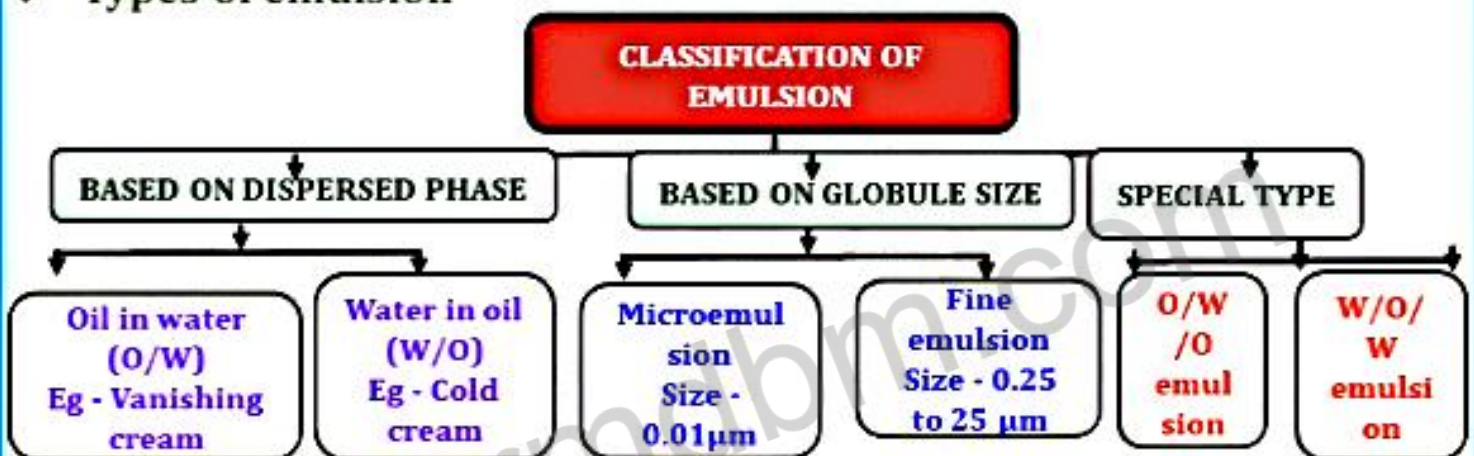 Types of emulsion
CLASSIFICATION OF
EMULSION
BASED ON DISPERSED PHASE
BASED ON GLOBULE SIZE
SPECIAL TYPE
Oil in water
(O/W)
Eg - Vanishing
cream
Water in oil
(W/O)
Eg - Cold
cream
Microemul
sion
Size -
0.01µm
Fine
emulsion
Size - 0.25
to 25 µm
O/W
/O
emul
sion
W/O/
W
emulsi
on
mdbm.com